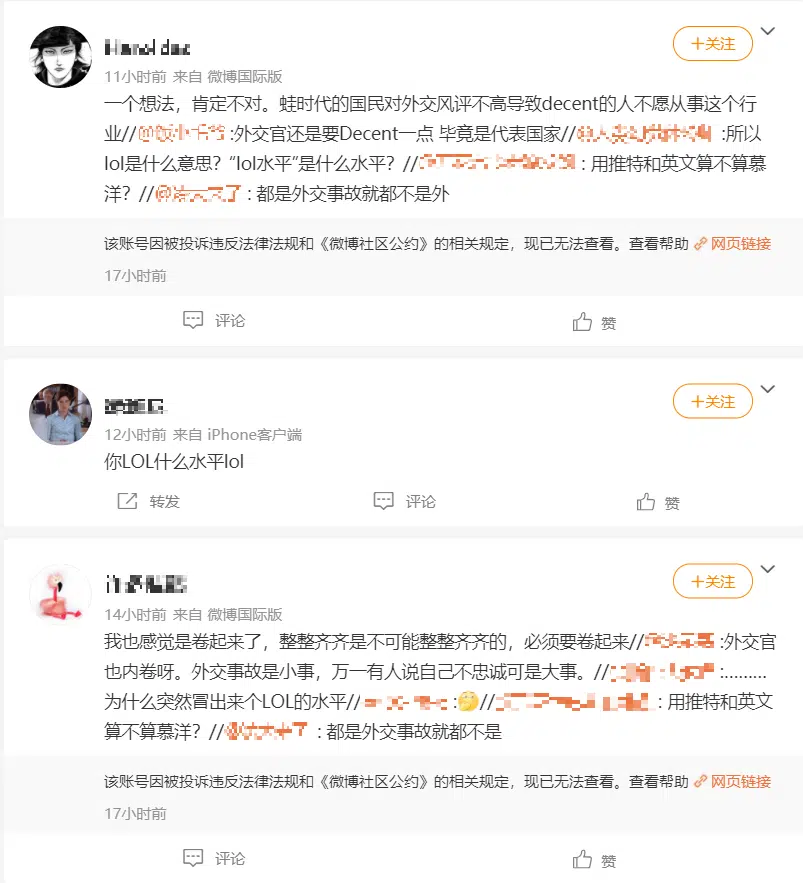 +关注
11小时前 来自 微博国际版
一个想法，肯定不对。蛙时代的国民对外交风评不高导致decent的人不愿从事这个行
业// :外交官还是要Decent一点 毕竟是代表国家// :所以
lol是什么意思？“lol水平”是什么水平？// : 用推特和英文算不算慕
洋？// : 都是外交事故就都不是外
该账号因被投诉违反法律法规和《微博社区公约》的相关规定，现已无法查看。查看帮助 网页链接
17小时前
评论 赞
+关注
12小时前 来自 iPhone客户端
你LOL什么水平lol
转发 评论 赞
+关注
14小时前 来自 微博国际版
我也感觉是卷起来了，整整齐齐是不可能整整齐齐的，必须要卷起来// :外交官
也内卷呀。外交事故是小事，万一有人说自己不忠诚可是大事。// :………
为什么突然冒出来个LOL的水平// :🤔// : 用推特和英文
算不算慕洋？// : 都是外交事故就都不是
该账号因被投诉违反法律法规和《微博社区公约》的相关规定，现已无法查看。查看帮助 网页链接
17小时前
评论 赞